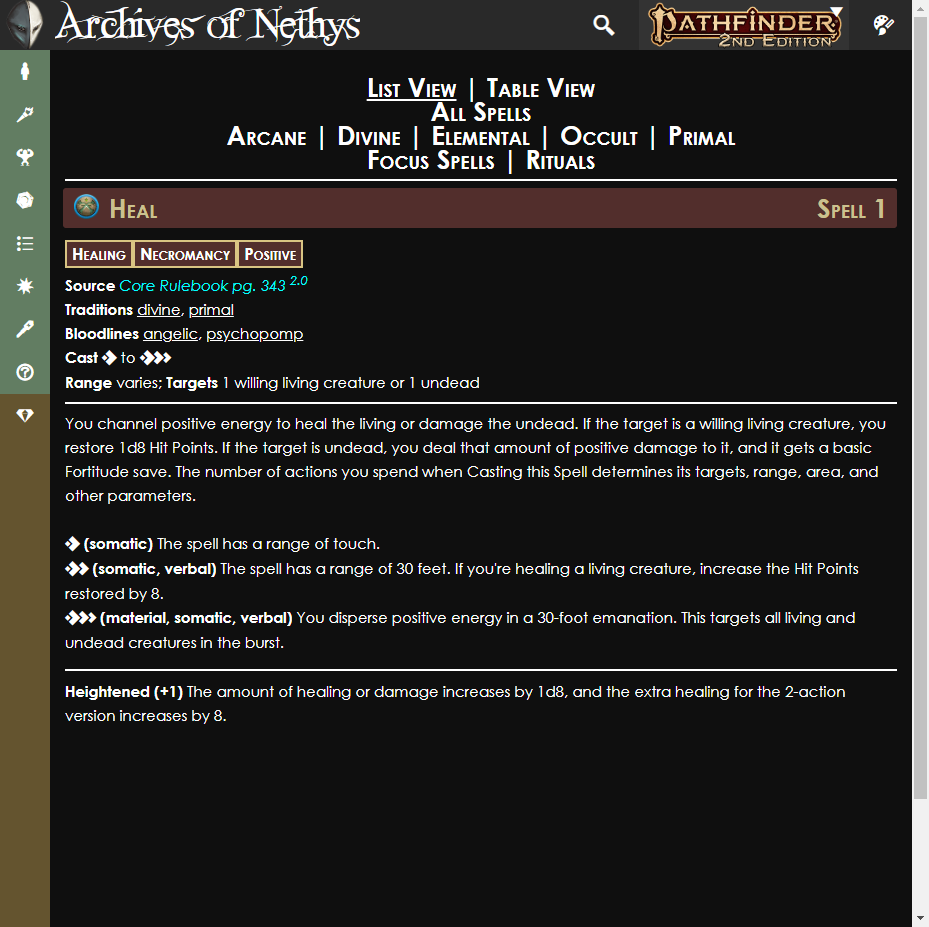 Archives of Nethys
PATHFINDER
2ND EDITION
List View | Table View
All Spells
Arcane | Divine | Elemental | Occult | Primal
Focus Spells | Rituals
Heal Spell 1
Healing Necromancy Positive
Source Core Rulebook pg. 343 2.0
Traditions divine, primal
Bloodlines angelic, psychopomp
Cast to
Range varies; Targets 1 willing living creature or 1 undead
You channel positive energy to heal the living or damage the undead. If the target is a willing living creature, you
restore 1d8 Hit Points. If the target is undead, you deal that amount of positive damage to it, and it gets a basic
Fortitude save. The number of actions you spend when Casting this Spell determines its targets, range, area, and
other parameters.
(somatic) The spell has a range of touch.
(somatic, verbal) The spell has a range of 30 feet. If you're healing a living creature, increase the Hit Points
restored by 8.
(material, somatic, verbal) You disperse positive energy in a 30-foot emanation. This targets all living and
undead creatures in the burst.
Heightened (+1) The amount of healing or damage increases by 1d8, and the extra healing for the 2-action
version increases by 8.